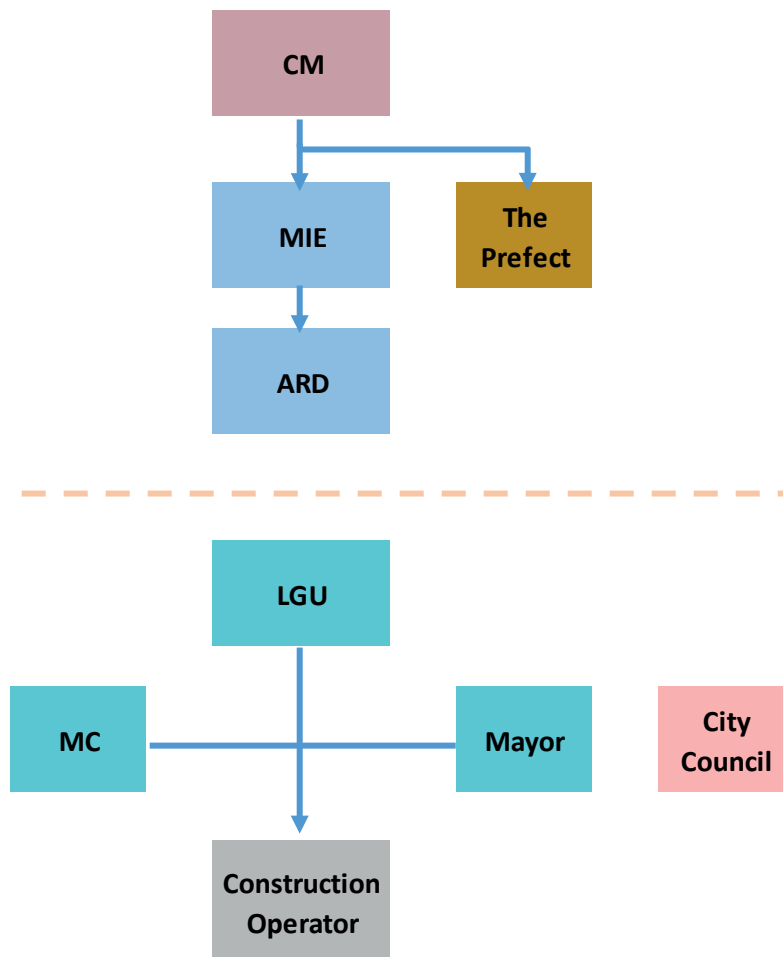 CM
MIE
The
Prefect
ARD
LGU
MC
Mayor
City
Council
Construction
Operator